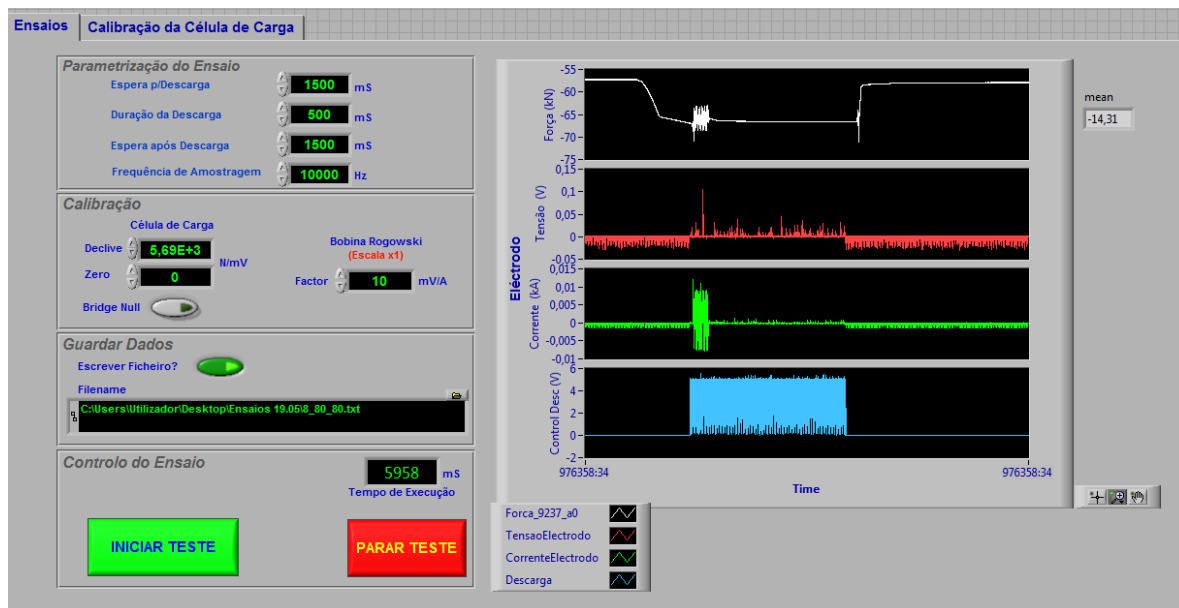 Ensaios
Calibração da Célula de Carga
Parametrização do Ensaio
Espera p/Descarga 1500 mS
Duração da Descarga 500 mS
Espera após Descarga 1500 mS
Frequência de Amostragem 10000 Hz
Calibração
Célula de Carga
Declive 5,69E+3
Zero 0
N/mV
Bridge Null
Bobina Rogowski
(Escala x1)
Factor 10 mV/A
Guardar Dados
Escrever Ficheiro?
Filename
C:\Users\Utilizador\Desktop\Ensaios 19.05\8_80_80.txt
Controlo do Ensaio
5958 mS
Tempo de Execução
INICIAR TESTE
PARAR TESTE
Eléctrodo
Força (kN)
-55
-60
-65
-70
-75
Tensão (V)
0,15
0,1
0,05
0
-0,05
Corrente (kA)
0,015
0,01
0,005
0
-0,005
-0,01
Control Desc (V)
6
4
2
0
-2
976358:34
976358:34
Time
mean
-14,31
Forca_9237_a0
TensaoElectrodo
CorrenteElectrodo
Descarga